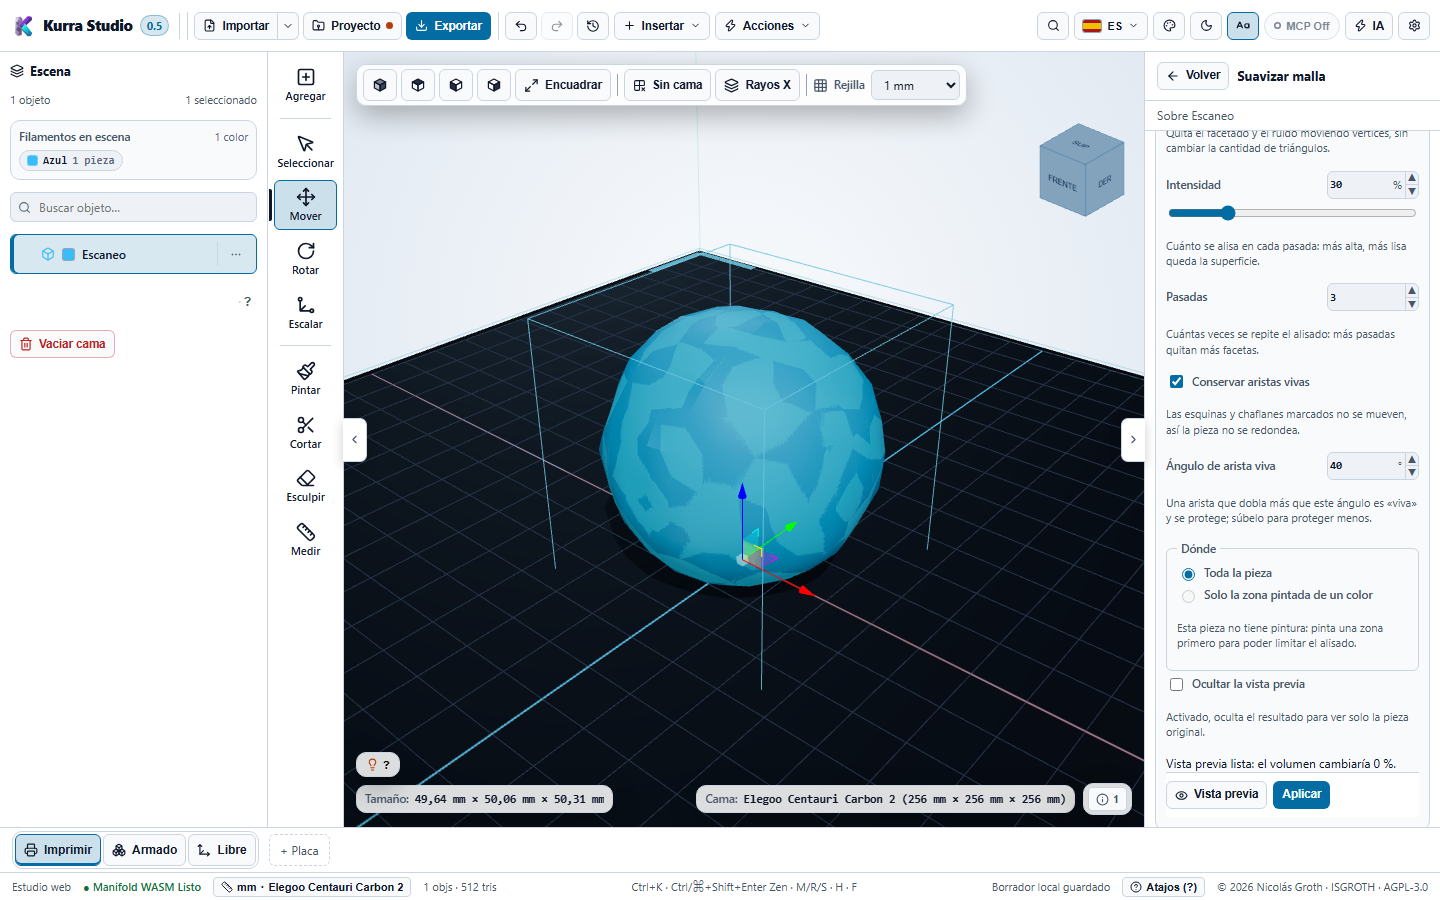 Kurra Studio 0.5
Importar
Proyecto
Exportar
Insertar
Acciones
ES
Aa
MCP Off
IA
Escena
1 objeto
1 seleccionado
Filamentos en escena
1 color
Azul 1 pieza
Buscar objeto...
Escaneo
?
Vaciar cama
Agregar
Seleccionar
Mover
Rotar
Escalar
Pintar
Cortar
Esculpir
Medir
Encuadrar
Sin cama
Rayos X
Rejilla
1 mm
SUP
FRENTE
DER
?
Tamaño: 49,64 mm × 50,06 mm × 50,31 mm
Cama: Elegoo Centauri Carbon 2 (256 mm × 256 mm × 256 mm)
1
Volver
Suavizar malla
Sobre Escaneo
Quita el facetado y el ruido moviendo vértices, sin
cambiar la cantidad de triángulos.
Intensidad
30 %
Cuánto se alisa en cada pasada: más alta, más lisa
queda la superficie.
Pasadas
3
Cuántas veces se repite el alisado: más pasadas
quitan más facetas.
Conservar aristas vivas
Las esquinas y chaflanes marcados no se mueven,
así la pieza no se redondea.
Ángulo de arista viva
40 °
Una arista que dobla más que este ángulo es «viva»
y se protege; súbelo para proteger menos.
Dónde
Toda la pieza
Solo la zona pintada de un color
Esta pieza no tiene pintura: pinta una zona
primero para poder limitar el alisado.
Ocultar la vista previa
Activado, oculta el resultado para ver solo la pieza
original.
Vista previa lista: el volumen cambiaría 0 %.
Vista previa
Aplicar
Imprimir
Armado
Libre
+ Placa
Estudio web
Manifold WASM Listo
mm · Elegoo Centauri Carbon 2
1 objs · 512 tris
Ctrl+K · Ctrl/⌘+Shift+Enter Zen · M/R/S · H · F
Borrador local guardado
Atajos (?)
© 2026 Nicolás Groth · ISGROTH · AGPL-3.0